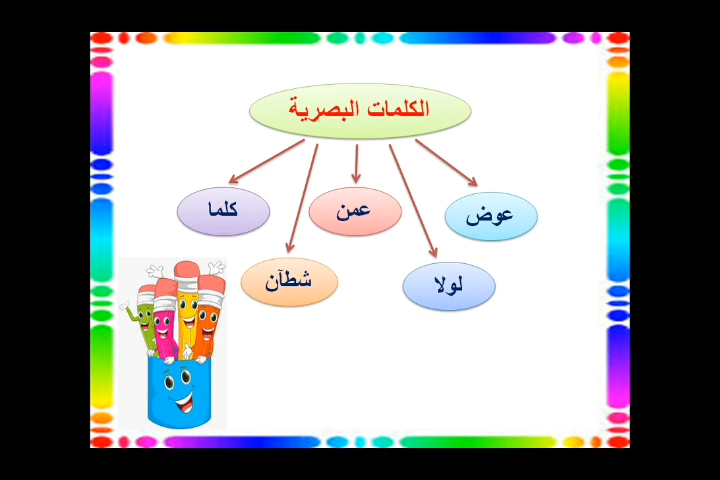 الكلمات البصرية
عوض
عمن
كلما
لولا
شطآن